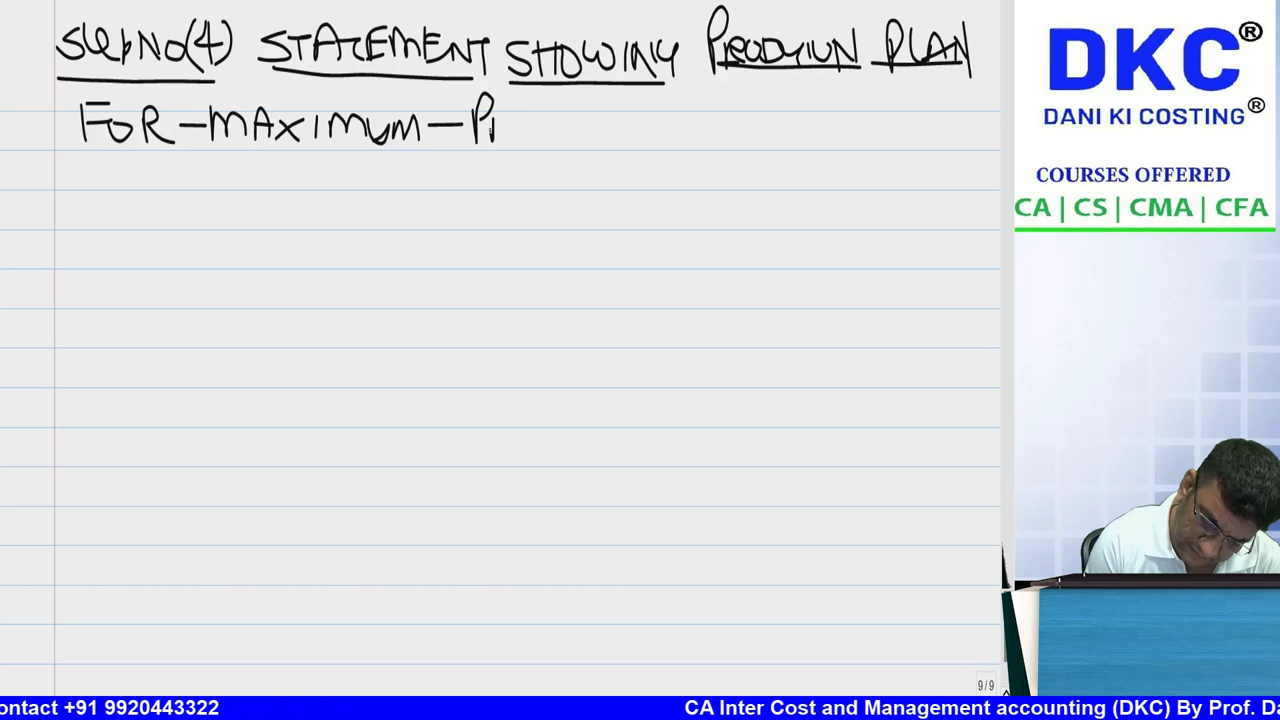 Step No (4) STATEMENT SHOWING PLAN
FOR - MAXIMUM - P
DKC®
DANI KI COSTING®
COURSES OFFERED
CA | CS | CMA | CFA
9/9
ontact +91 9920443322
CA Inter Cost and Management accounting (DKC) By Prof. Da